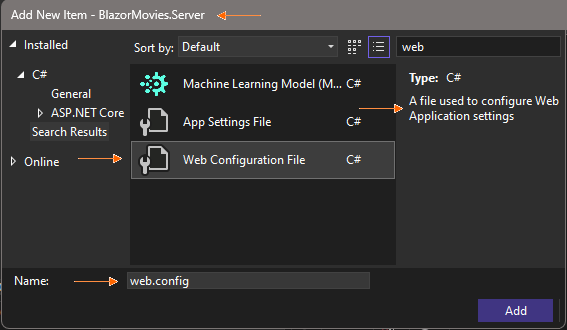 Add New Item - BlazorMovies.Server
Installed
Sort by: Default
web
C#
General
ASP.NET Core
Search Results
Online
Machine Learning Model (M... C#
App Settings File C#
Web Configuration File C#
Type: C#
A file used to configure Web
Application settings
Name: web.config
Add